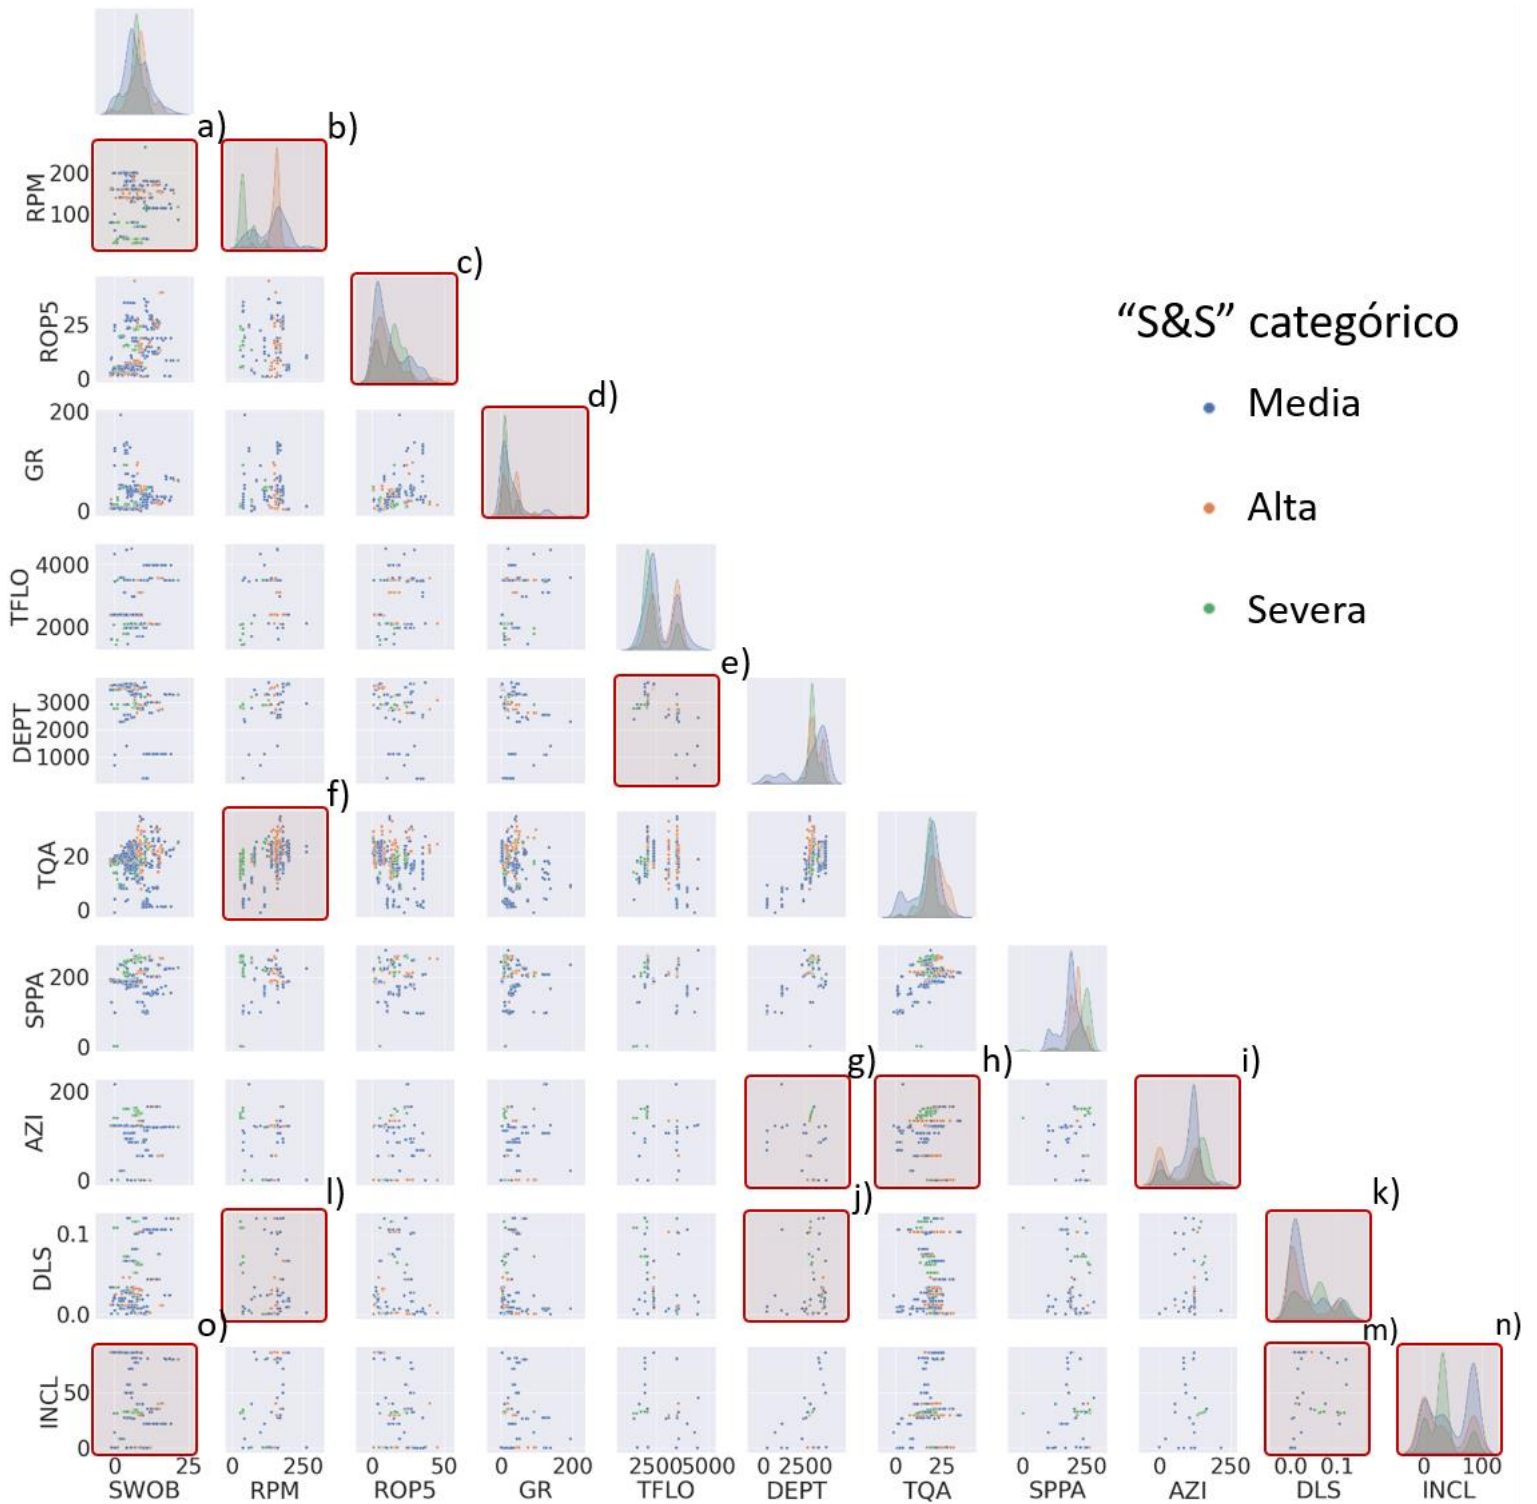 a)
b)
200
100
RPM
c)
25
0
ROP5
"S&S" categórico
Media
Alta
Severa
d)
200
0
GR
4000
2000
TFLO
e)
3000
2000
1000
DEPT
f)
20
0
TQA
200
0
SPPA
g)
h)
i)
200
0
AZI
l)
j)
k)
0.1
0.0
DLS
o)
m)
n)
50
0
INCL
0 25
0 250
0 50
0 200
2500 5000
0 2500
0 25
0 250
0 250
0.0 0.1
0 100
SWOB RPM ROP5 GR TFLO DEPT TQA SPPA AZI DLS INCL